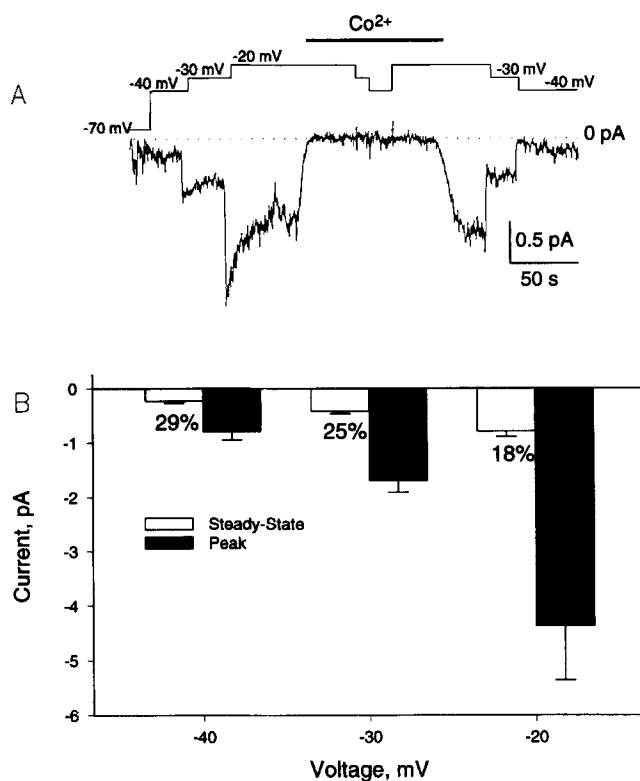 Co2+
A
-70 mV
-40 mV
-30 mV
-20 mV
-30 mV
-40 mV
0 pA
0.5 pA
50 s
B
0
-1
-2
-3
-4
-5
-6
Current, pA
29%
25%
18%
Steady-State
Peak
-40
-30
-20
Voltage, mV